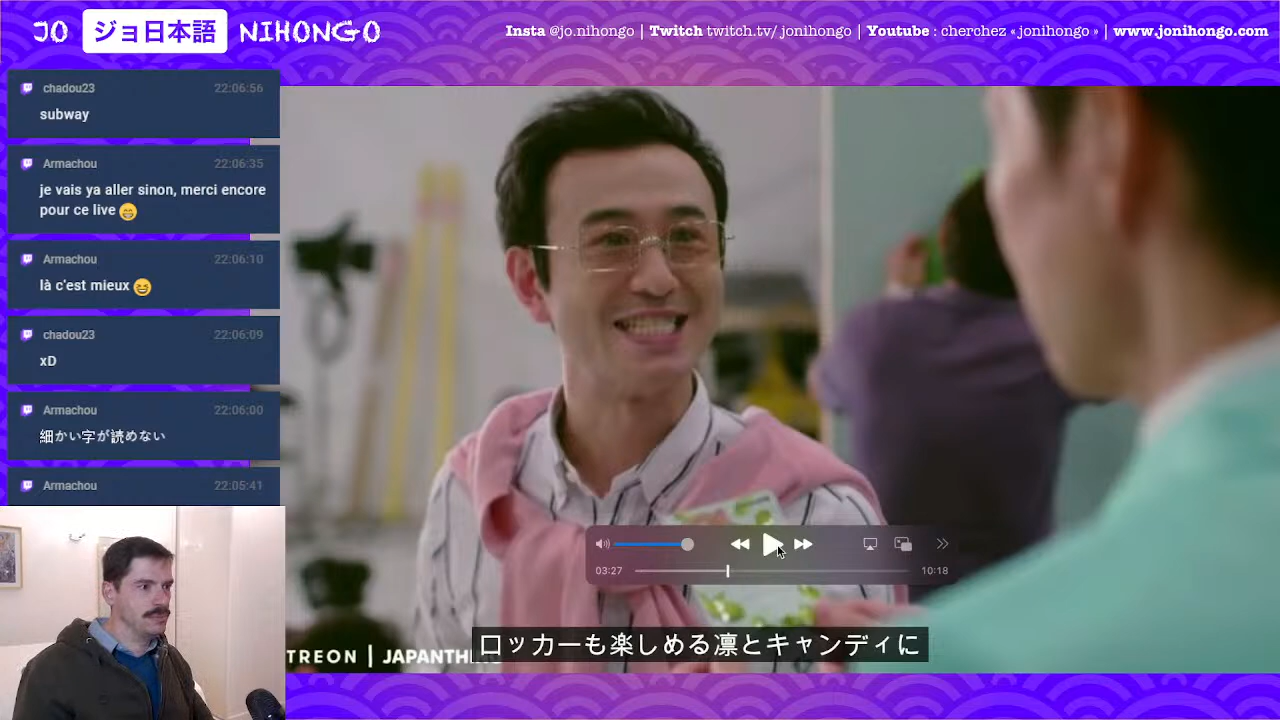 JO ジョ日本語 NIHONGO
Insta @jo.nihongo | Twitch twitch.tv/jonihongo | Youtube : cherchez « jonihongo » | www.jonihongo.com
chadou23 22:06:56
subway
Armachou 22:06:35
je vais ya aller sinon, merci encore
pour ce live 😁
Armachou 22:06:10
là c'est mieux 😆
chadou23 22:06:09
xD
Armachou 22:06:00
細かい字が読めない
Armachou 22:05:41
03:27 10:18
ロッカーも楽しめる凛とキャンディに
TREON | JAPANTH